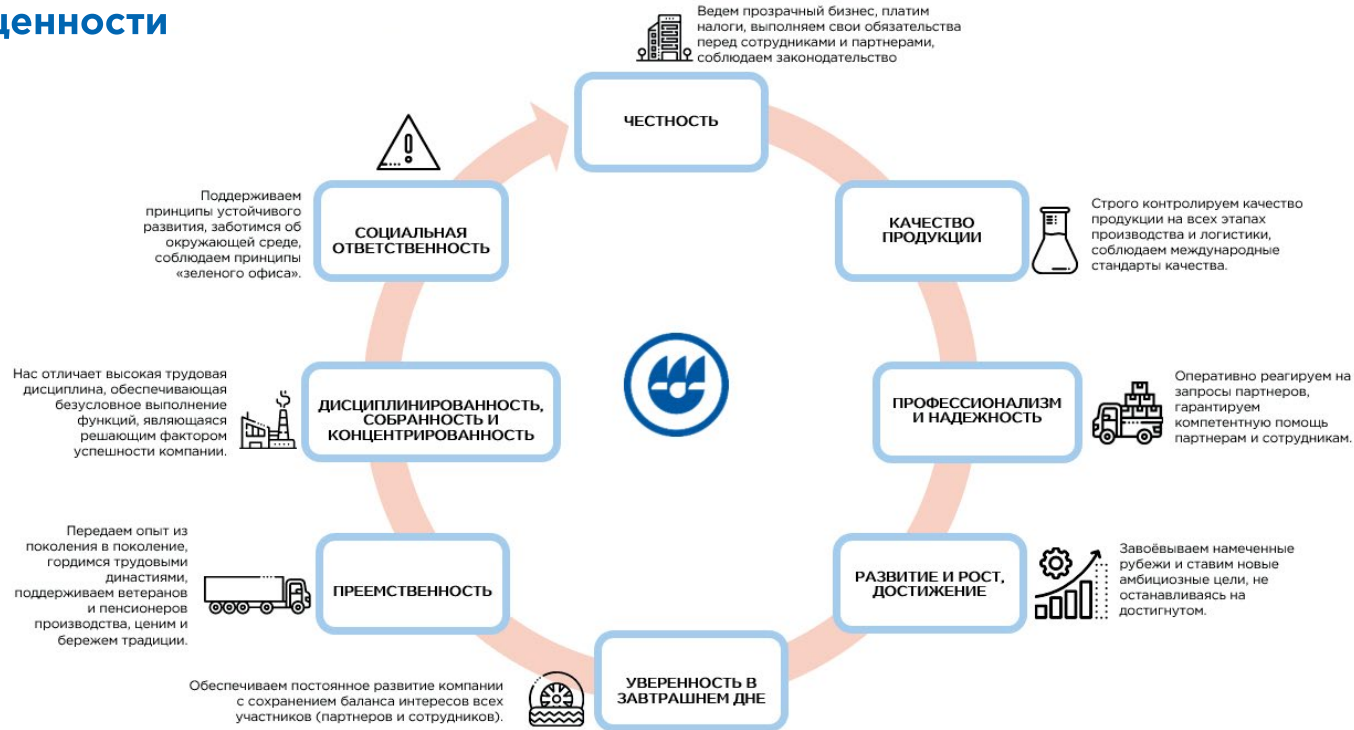 ценности
Ведем прозрачный бизнес, платим
налоги, выполняем свои обязательства
перед сотрудниками и партнерами,
соблюдаем законодательство
ЧЕСТНОСТЬ
Строго контролируем качество
продукции на всех этапах
производства и логистики,
соблюдаем международные
стандарты качества.
КАЧЕСТВО
ПРОДУКЦИИ
Оперативно реагируем на
запросы партнеров,
гарантируем
компетентную помощь
партнерам и сотрудникам.
ПРОФЕССИОНАЛИЗМ
И НАДЕЖНОСТЬ
Завоёвываем намеченные
рубежи и ставим новые
амбициозные цели, не
останавливаясь на
достигнутом.
РАЗВИТИЕ И РОСТ,
ДОСТИЖЕНИЕ
УВЕРЕННОСТЬ В
ЗАВТРАШНЕМ ДНЕ
Обеспечиваем постоянное развитие компании
с сохранением баланса интересов всех
участников (партнеров и сотрудников).
ПРЕЕМСТВЕННОСТЬ
Передаем опыт из
поколения в поколение,
гордимся трудовыми
династиями,
поддерживаем ветеранов
и пенсионеров
производства, ценим и
бережем традиции.
ДИСЦИПЛИНИРОВАННОСТЬ,
СОБРАННОСТЬ И
КОНЦЕНТРИРОВАННОСТЬ
Нас отличает высокая трудовая
дисциплина, обеспечивающая
безусловное выполнение
функций, являющаяся
решающим фактором
успешности компании.
СОЦИАЛЬНАЯ
ОТВЕТСТВЕННОСТЬ
Поддерживаем
принципы устойчивого
развития, заботимся об
окружающей среде,
соблюдаем принципы
«зеленого офиса».